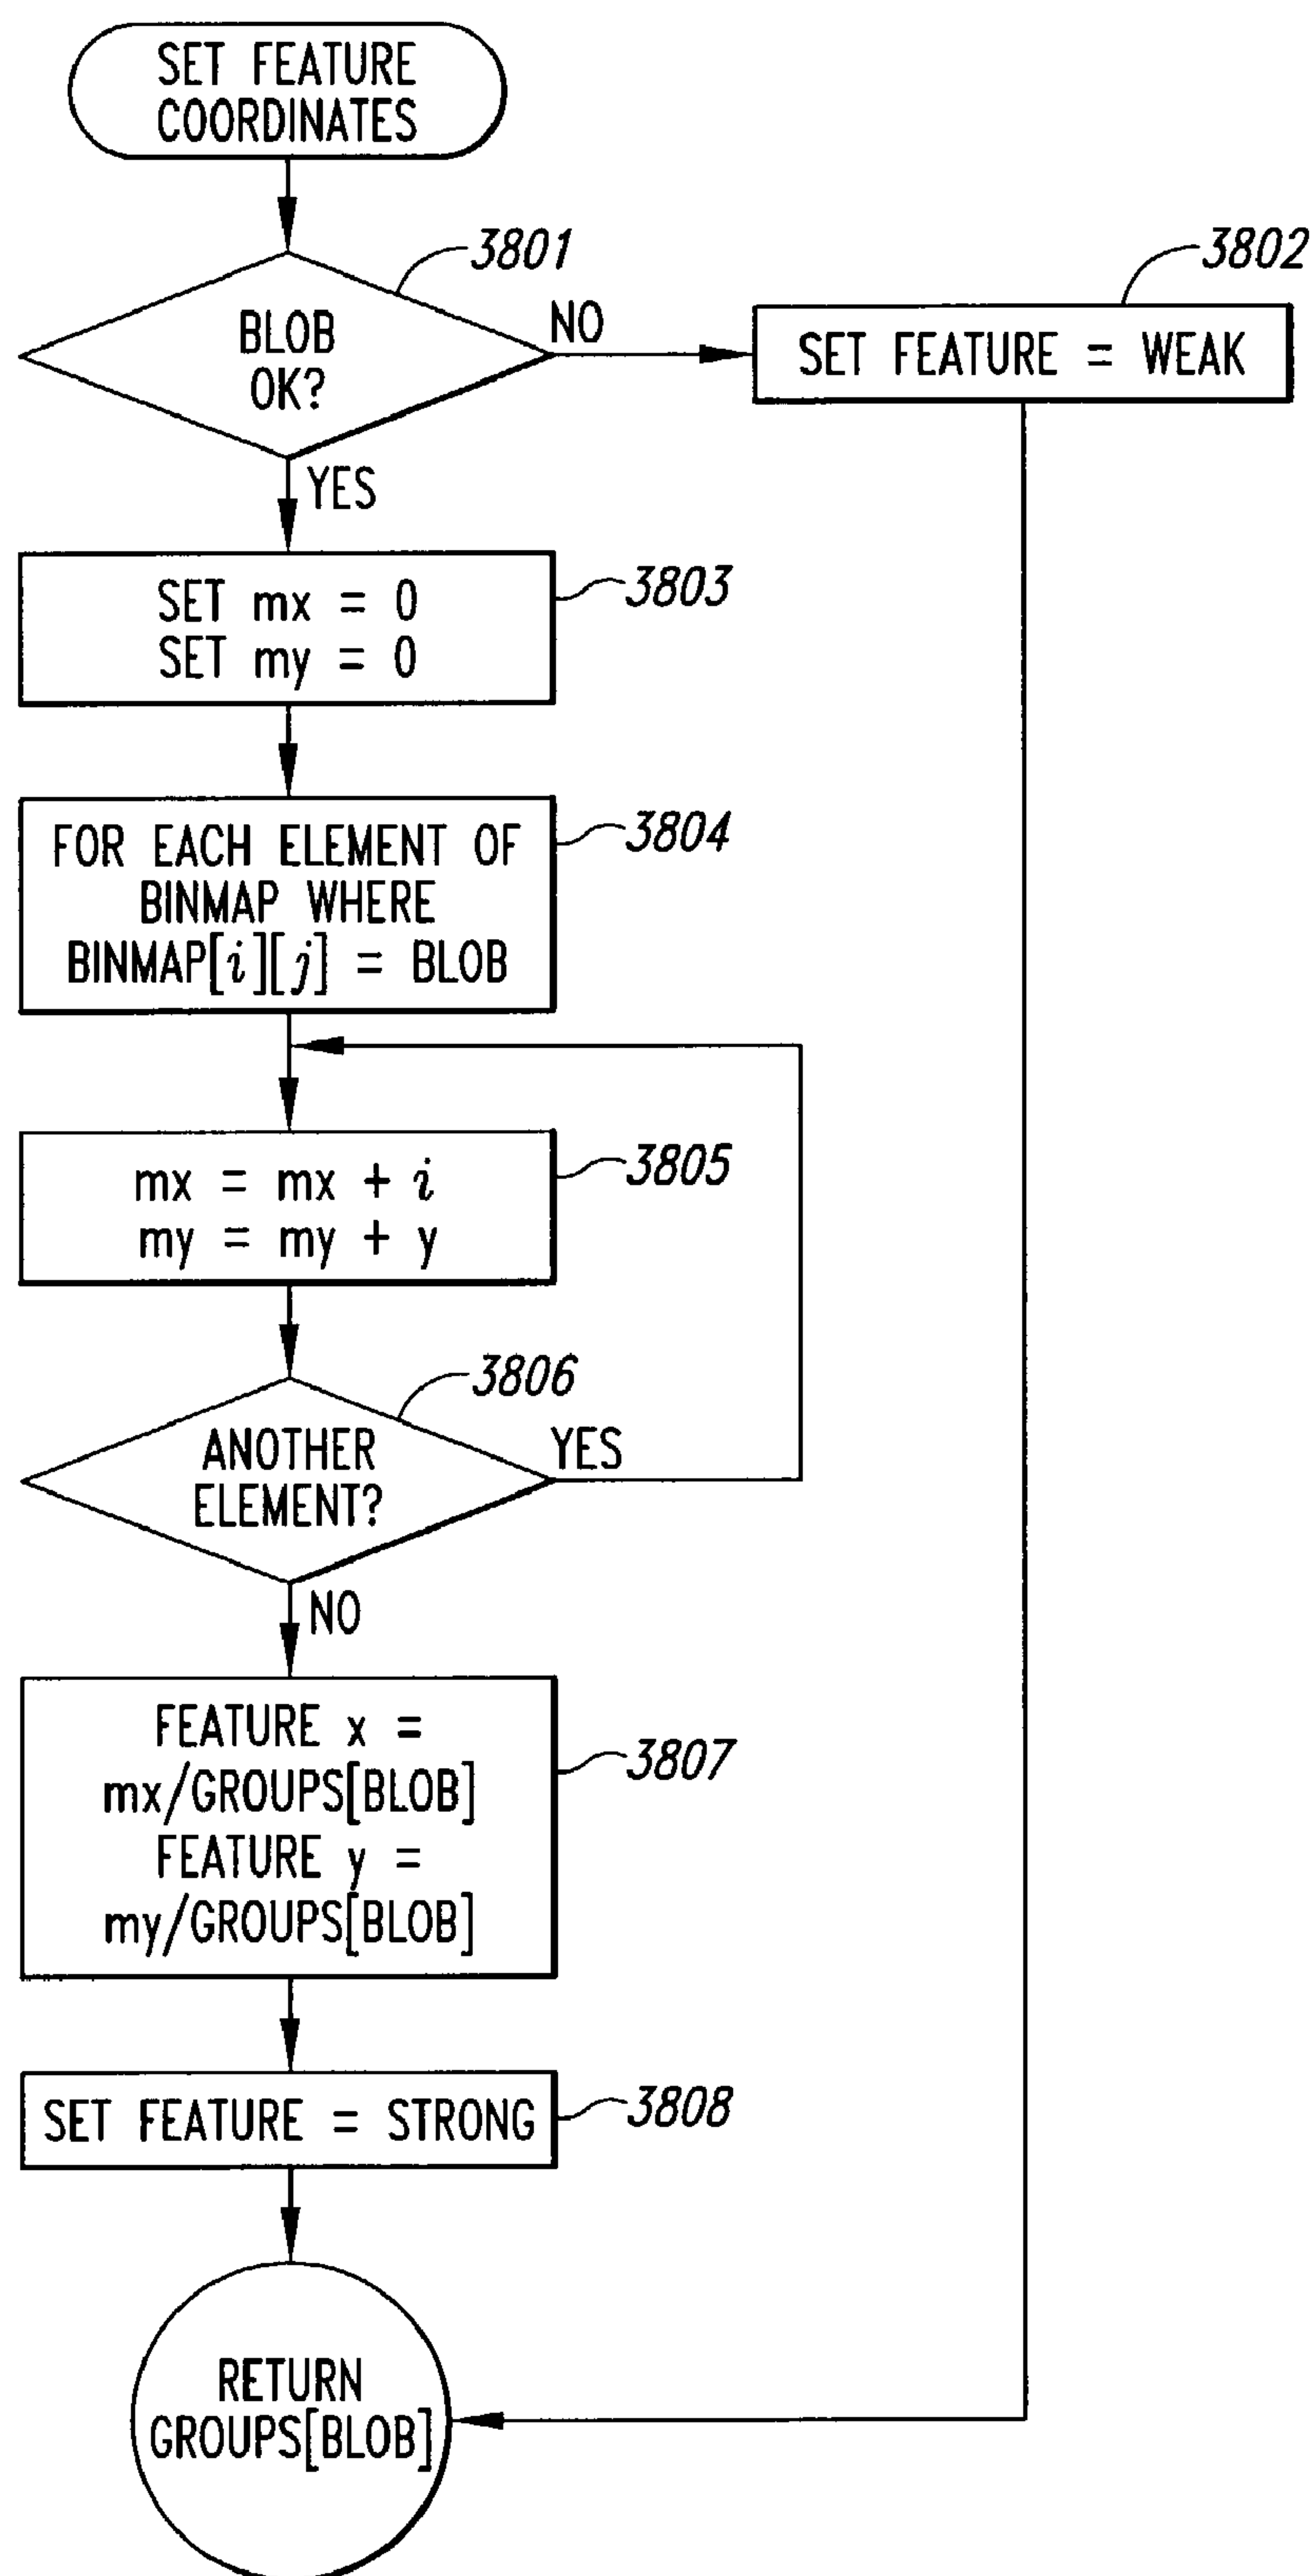 SET FEATURE
COORDINATES
3801
3802
BLOB
OK?
NO
SET FEATURE = WEAK
YES
SET mx = 0
SET my = 0
3803
FOR EACH ELEMENT OF
BINMAP WHERE
BINMAP[i][j] = BLOB
3804
mx = mx + i
my = my + y
3805
3806
ANOTHER
ELEMENT?
YES
NO
FEATURE x =
mx/GROUPS[BLOB]
FEATURE y =
my/GROUPS[BLOB]
3807
SET FEATURE = STRONG
3808
RETURN
GROUPS[BLOB]